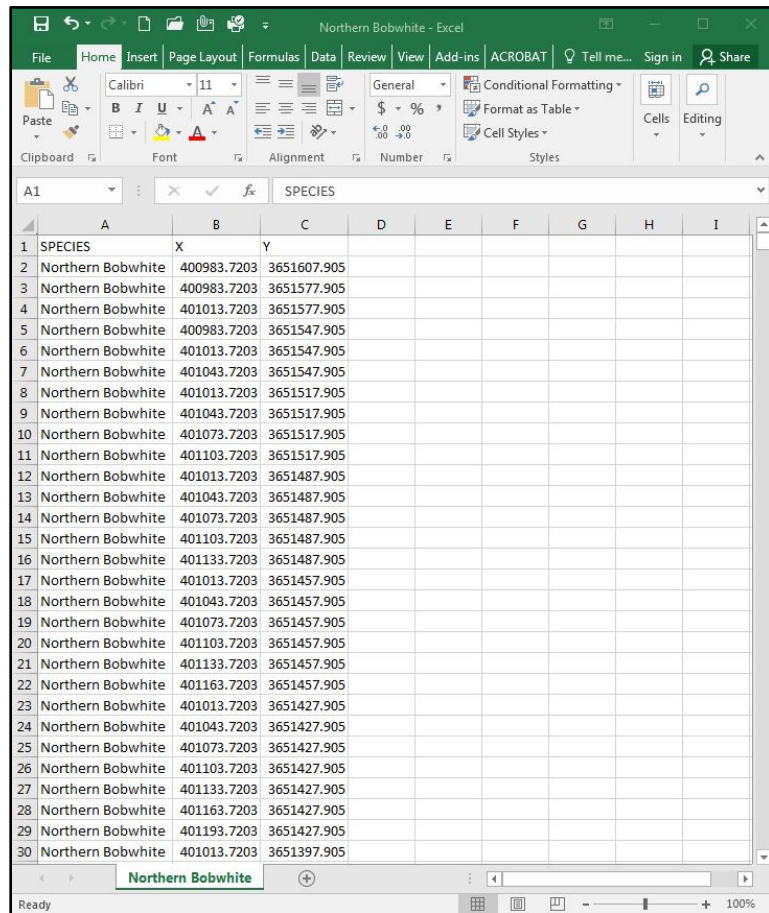 Northern Bobwhite - Excel
File Home Insert Page Layout Formulas Data Review View Add-ins ACROBAT Tell me... Sign in Share
Paste
Calibri 11
B I U A A
A
General
$ % ,
.0 .00
.00 .0
Conditional Formatting
Format as Table
Cell Styles
Cells
Editing
Clipboard Font Alignment Number Styles
A1 fx SPECIES
A B C D E F G H I
1 SPECIES X Y
2 Northern Bobwhite 400983.7203 3651607.905
3 Northern Bobwhite 400983.7203 3651577.905
4 Northern Bobwhite 401013.7203 3651577.905
5 Northern Bobwhite 400983.7203 3651547.905
6 Northern Bobwhite 401013.7203 3651547.905
7 Northern Bobwhite 401043.7203 3651547.905
8 Northern Bobwhite 401013.7203 3651517.905
9 Northern Bobwhite 401043.7203 3651517.905
10 Northern Bobwhite 401073.7203 3651517.905
11 Northern Bobwhite 401103.7203 3651517.905
12 Northern Bobwhite 401013.7203 3651487.905
13 Northern Bobwhite 401043.7203 3651487.905
14 Northern Bobwhite 401073.7203 3651487.905
15 Northern Bobwhite 401103.7203 3651487.905
16 Northern Bobwhite 401133.7203 3651487.905
17 Northern Bobwhite 401013.7203 3651457.905
18 Northern Bobwhite 401043.7203 3651457.905
19 Northern Bobwhite 401073.7203 3651457.905
20 Northern Bobwhite 401103.7203 3651457.905
21 Northern Bobwhite 401133.7203 3651457.905
22 Northern Bobwhite 401163.7203 3651457.905
23 Northern Bobwhite 401013.7203 3651427.905
24 Northern Bobwhite 401043.7203 3651427.905
25 Northern Bobwhite 401073.7203 3651427.905
26 Northern Bobwhite 401103.7203 3651427.905
27 Northern Bobwhite 401133.7203 3651427.905
28 Northern Bobwhite 401163.7203 3651427.905
29 Northern Bobwhite 401193.7203 3651427.905
30 Northern Bobwhite 401013.7203 3651397.905
Northern Bobwhite
Ready 100%